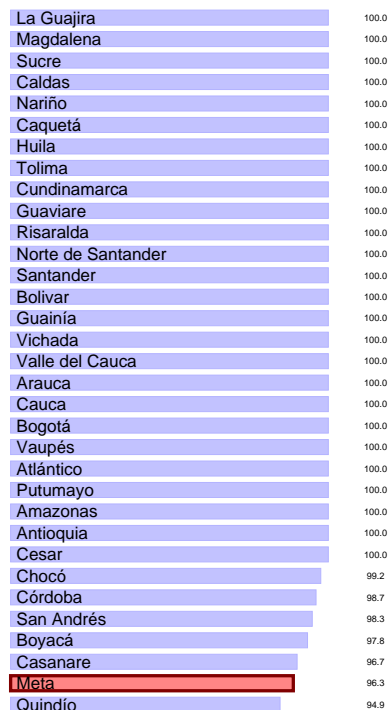 La Guajira 100.0
Magdalena 100.0
Sucre 100.0
Caldas 100.0
Nariño 100.0
Caquetá 100.0
Huila 100.0
Tolima 100.0
Cundinamarca 100.0
Guaviare 100.0
Risaralda 100.0
Norte de Santander 100.0
Santander 100.0
Bolivar 100.0
Guainía 100.0
Vichada 100.0
Valle del Cauca 100.0
Arauca 100.0
Cauca 100.0
Bogotá 100.0
Vaupés 100.0
Atlántico 100.0
Putumayo 100.0
Amazonas 100.0
Antioquia 100.0
Cesar 100.0
Chocó 99.2
Córdoba 98.7
San Andrés 98.3
Boyacá 97.8
Casanare 96.7
Meta 96.3
Quindío 94.9